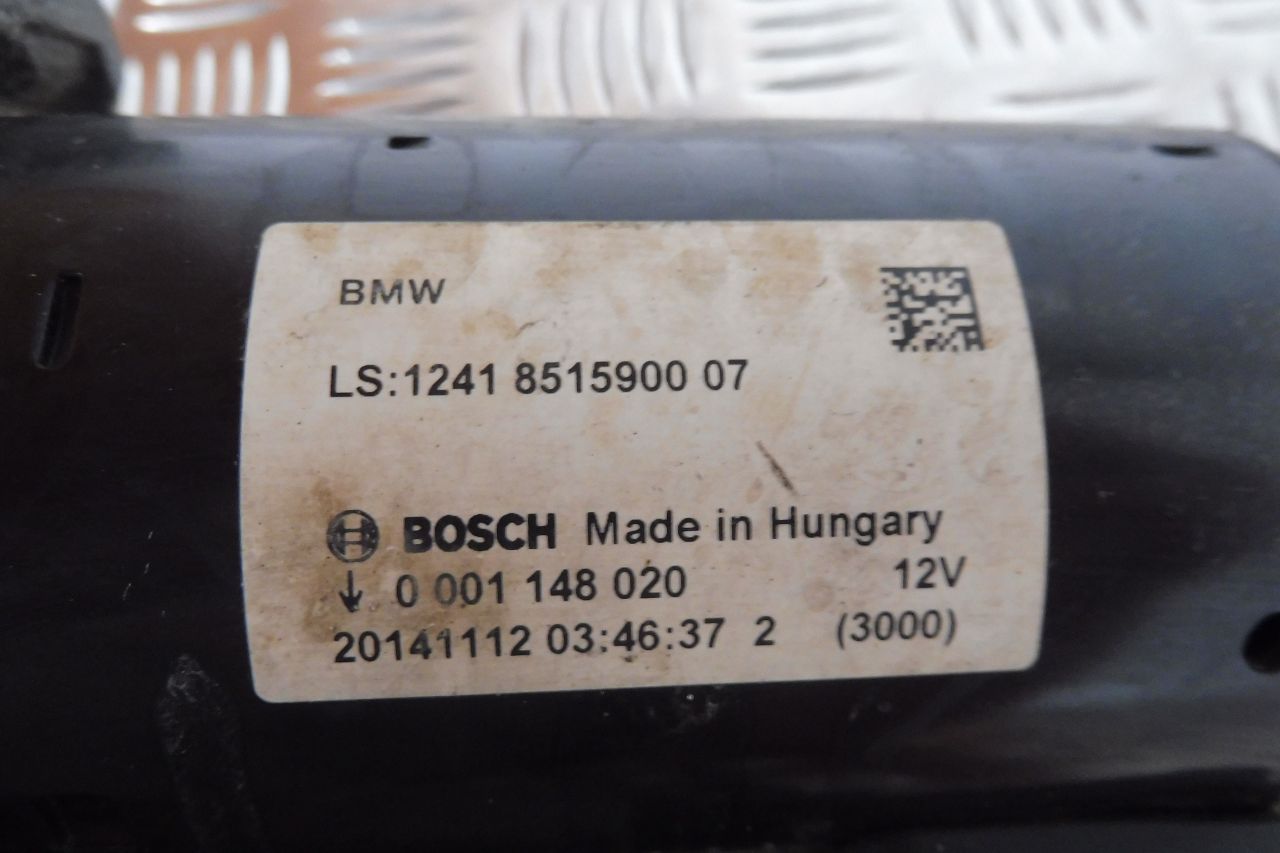 BMW
LS:1241 8515900 07
BOSCH Made in Hungary
↓ 0 001 148 020 12V
20141112 03:46:37 2 (3000)